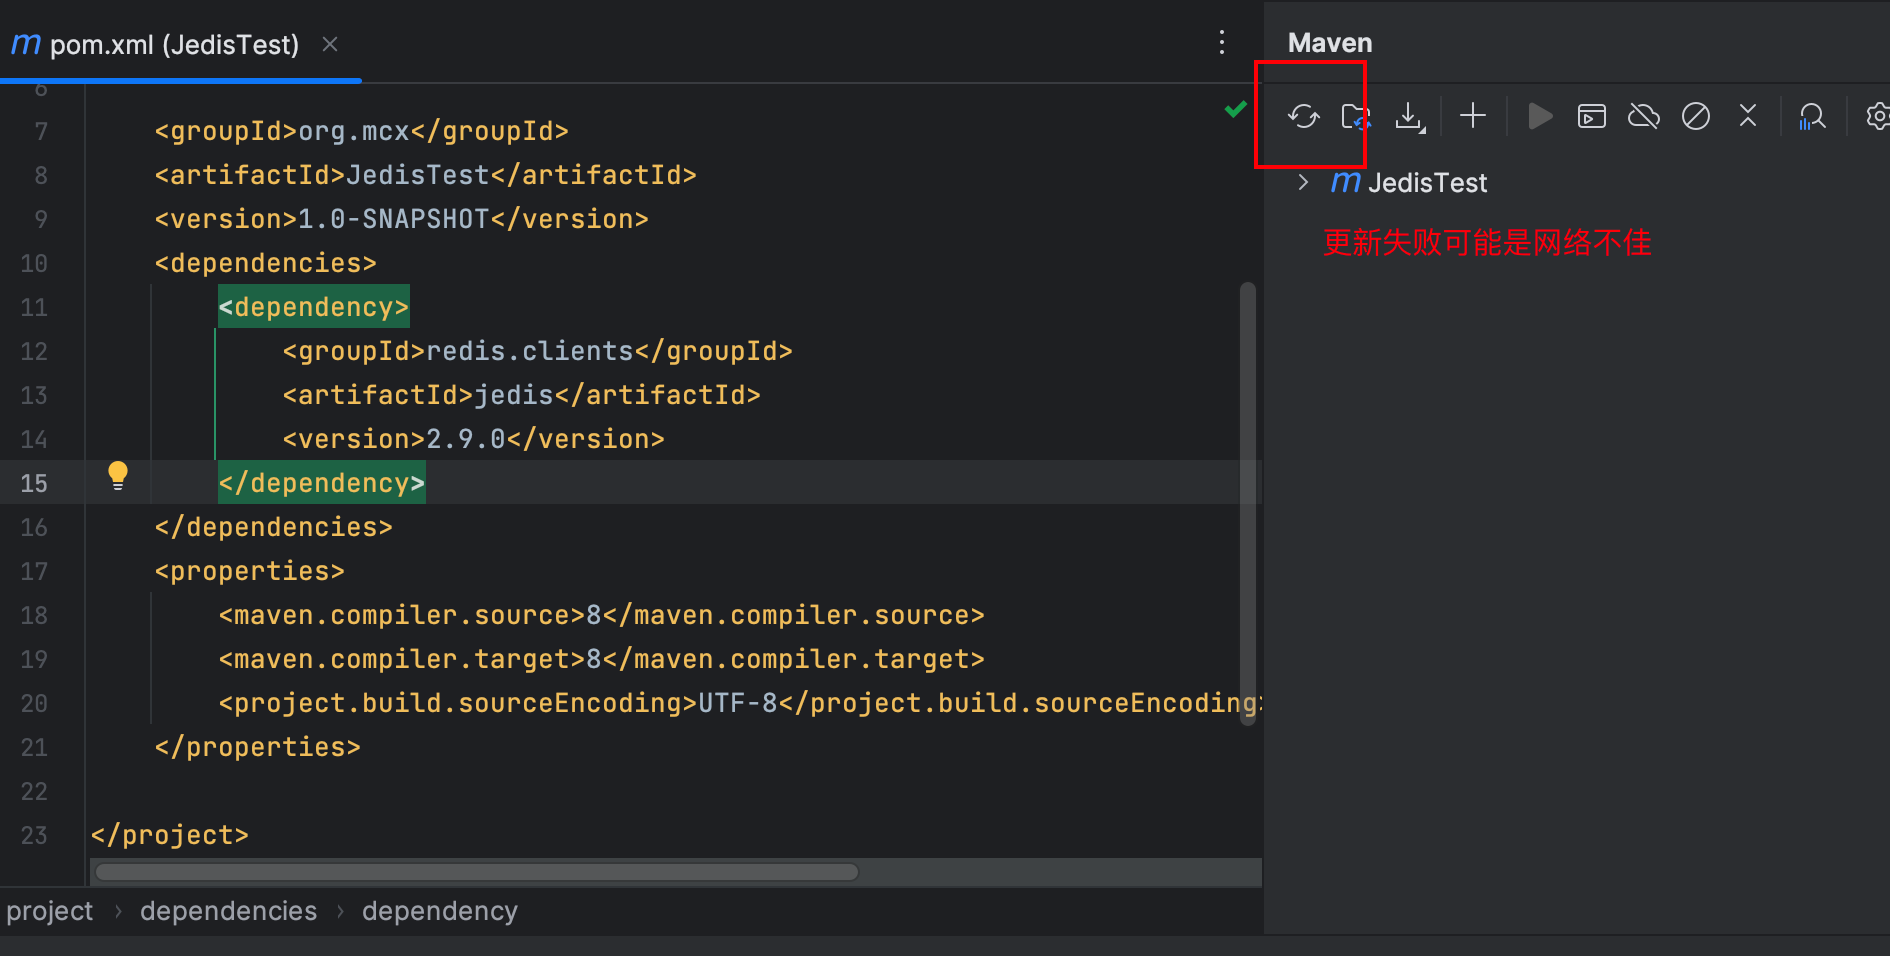 m pom.xml (JedisTest)
Maven
6
7 <groupId>org.mcx</groupId>
8 <artifactId>JedisTest</artifactId>
9 <version>1.0-SNAPSHOT</version>
10 <dependencies>
11 <dependency>
12 <groupId>redis.clients</groupId>
13 <artifactId>jedis</artifactId>
14 <version>2.9.0</version>
15 </dependency>
16 </dependencies>
17 <properties>
18 <maven.compiler.source>8</maven.compiler.source>
19 <maven.compiler.target>8</maven.compiler.target>
20 <project.build.sourceEncoding>UTF-8</project.build.sourceEncoding>
21 </properties>
22
23 </project>
m JedisTest
更新失败可能是网络不佳
project › dependencies › dependency